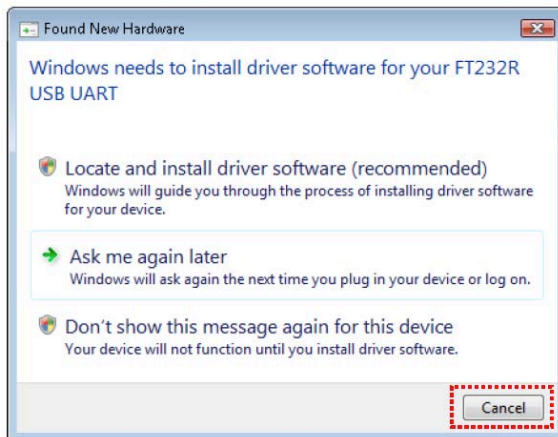 Found New Hardware
Windows needs to install driver software for your FT232R
USB UART
Locate and install driver software (recommended)
Windows will guide you through the process of installing driver software
for your device.
Ask me again later
Windows will ask again the next time you plug in your device or log on.
Don't show this message again for this device
Your device will not function until you install driver software.
Cancel